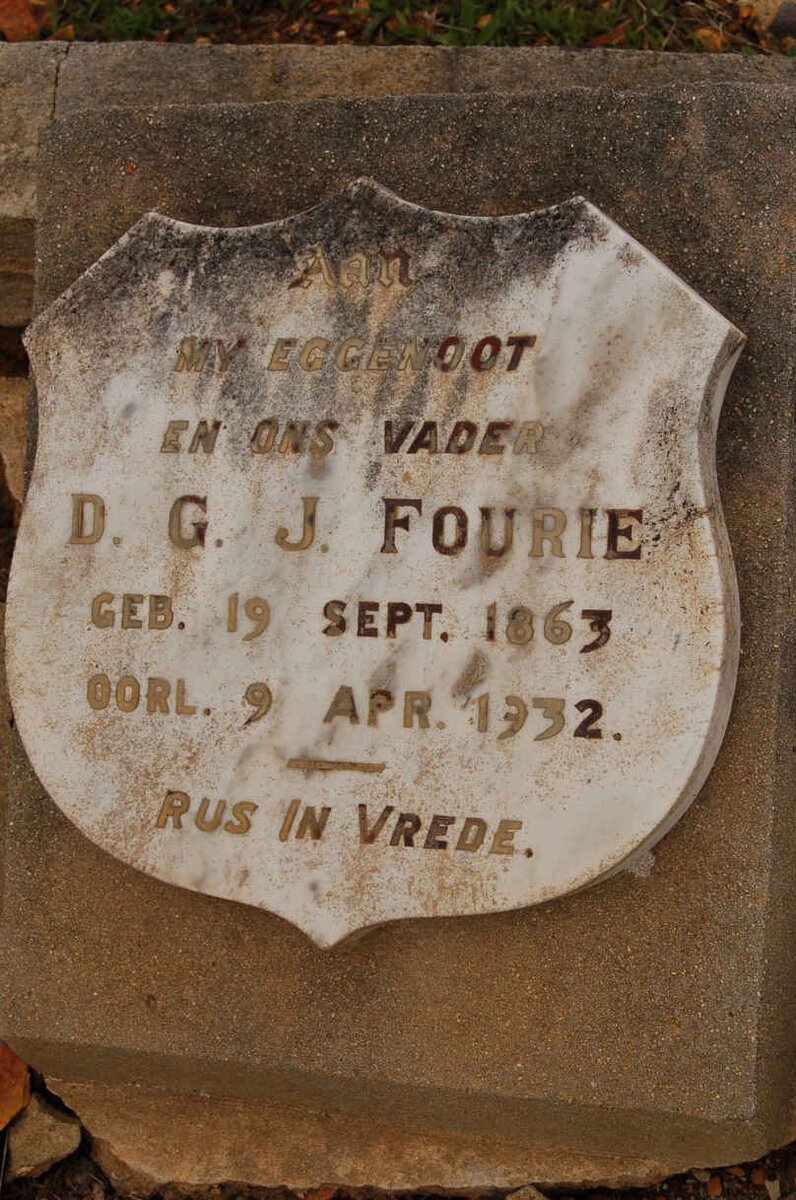 Aan
MY EGGENOOT
EN ONS VADER
D. G. J. FOURIE
GEB. 19 SEPT. 1863
OORL. 9 APR. 1932.
RUS IN VREDE.